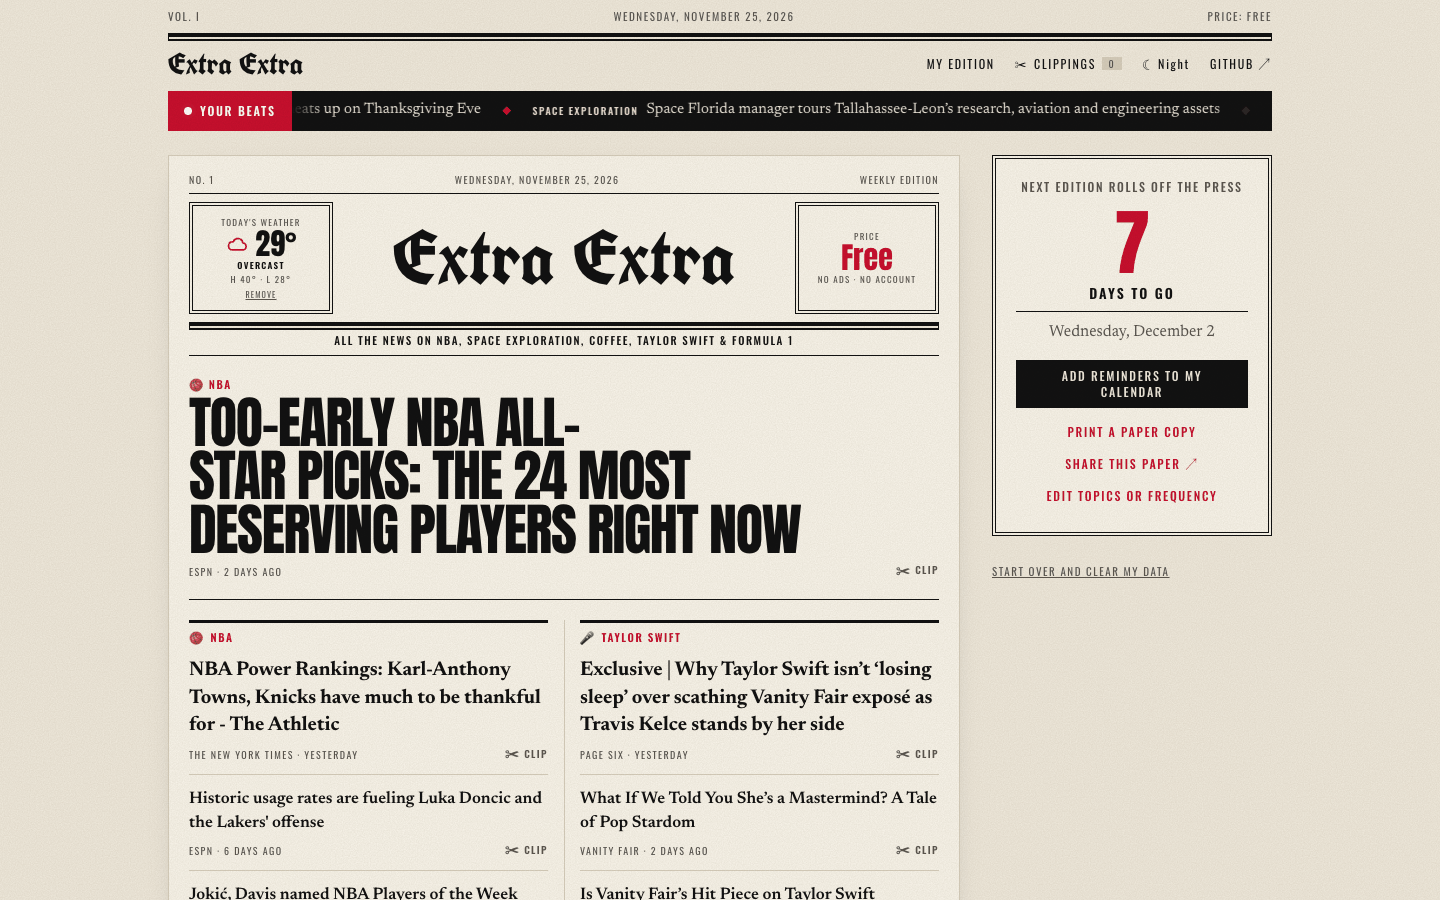 VOL. I
WEDNESDAY, NOVEMBER 25, 2026
PRICE: FREE
Extra Extra
MY EDITION
✂ CLIPPINGS 0
☾ Night
GITHUB ↗
YOUR BEATS
eats up on Thanksgiving Eve ◆ SPACE EXPLORATION Space Florida manager tours Tallahassee-Leon’s research, aviation and engineering assets ◆
NO. 1
WEDNESDAY, NOVEMBER 25, 2026
WEEKLY EDITION
TODAY'S WEATHER
29°
OVERCAST
H 40° · L 28°
REMOVE
Extra Extra
PRICE
Free
NO ADS · NO ACCOUNT
ALL THE NEWS ON NBA, SPACE EXPLORATION, COFFEE, TAYLOR SWIFT & FORMULA 1
NBA
TOO-EARLY NBA ALL-
STAR PICKS: THE 24 MOST
DESERVING PLAYERS RIGHT NOW
ESPN · 2 DAYS AGO
✂ CLIP
NBA
NBA Power Rankings: Karl-Anthony
Towns, Knicks have much to be thankful
for - The Athletic
THE NEW YORK TIMES · YESTERDAY
✂ CLIP
Historic usage rates are fueling Luka Doncic and
the Lakers' offense
ESPN · 6 DAYS AGO
✂ CLIP
Jokić, Davis named NBA Players of the Week
TAYLOR SWIFT
Exclusive | Why Taylor Swift isn’t ‘losing
sleep’ over scathing Vanity Fair exposé as
Travis Kelce stands by her side
PAGE SIX · YESTERDAY
✂ CLIP
What If We Told You She’s a Mastermind? A Tale
of Pop Stardom
VANITY FAIR · 2 DAYS AGO
✂ CLIP
Is Vanity Fair’s Hit Piece on Taylor Swift
NEXT EDITION ROLLS OFF THE PRESS
7
DAYS TO GO
Wednesday, December 2
ADD REMINDERS TO MY
CALENDAR
PRINT A PAPER COPY
SHARE THIS PAPER ↗
EDIT TOPICS OR FREQUENCY
START OVER AND CLEAR MY DATA